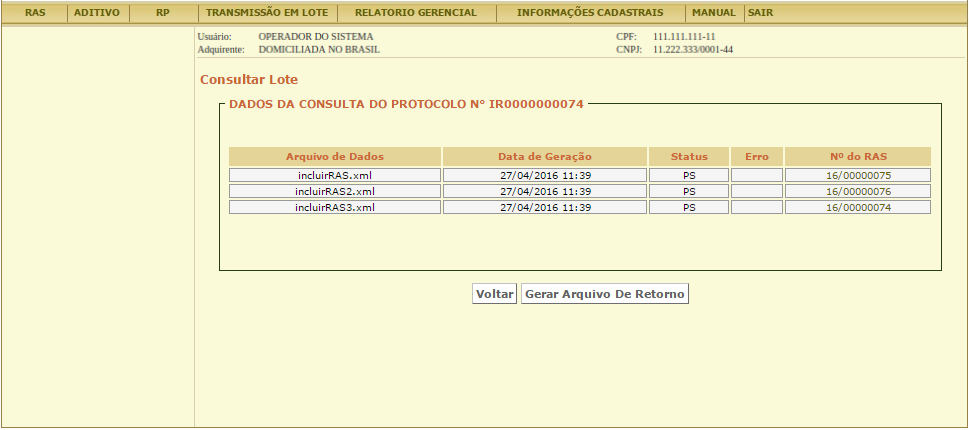 RAS ADITIVO RP TRANSMISSÃO EM LOTE RELATORIO GERENCIAL INFORMAÇÕES CADASTRAIS MANUAL SAIR
Usuário: OPERADOR DO SISTEMA CPF: 111.111.111-11
Adquirente: DOMICILIADA NO BRASIL CNPJ: 11.222.333/0001-44
Consultar Lote
DADOS DA CONSULTA DO PROTOCOLO N° IR0000000074
Arquivo de Dados Data de Geração Status Erro Nº do RAS
incluirRAS.xml 27/04/2016 11:39 PS 16/00000075
incluirRAS2.xml 27/04/2016 11:39 PS 16/00000076
incluirRAS3.xml 27/04/2016 11:39 PS 16/00000074
Voltar Gerar Arquivo De Retorno